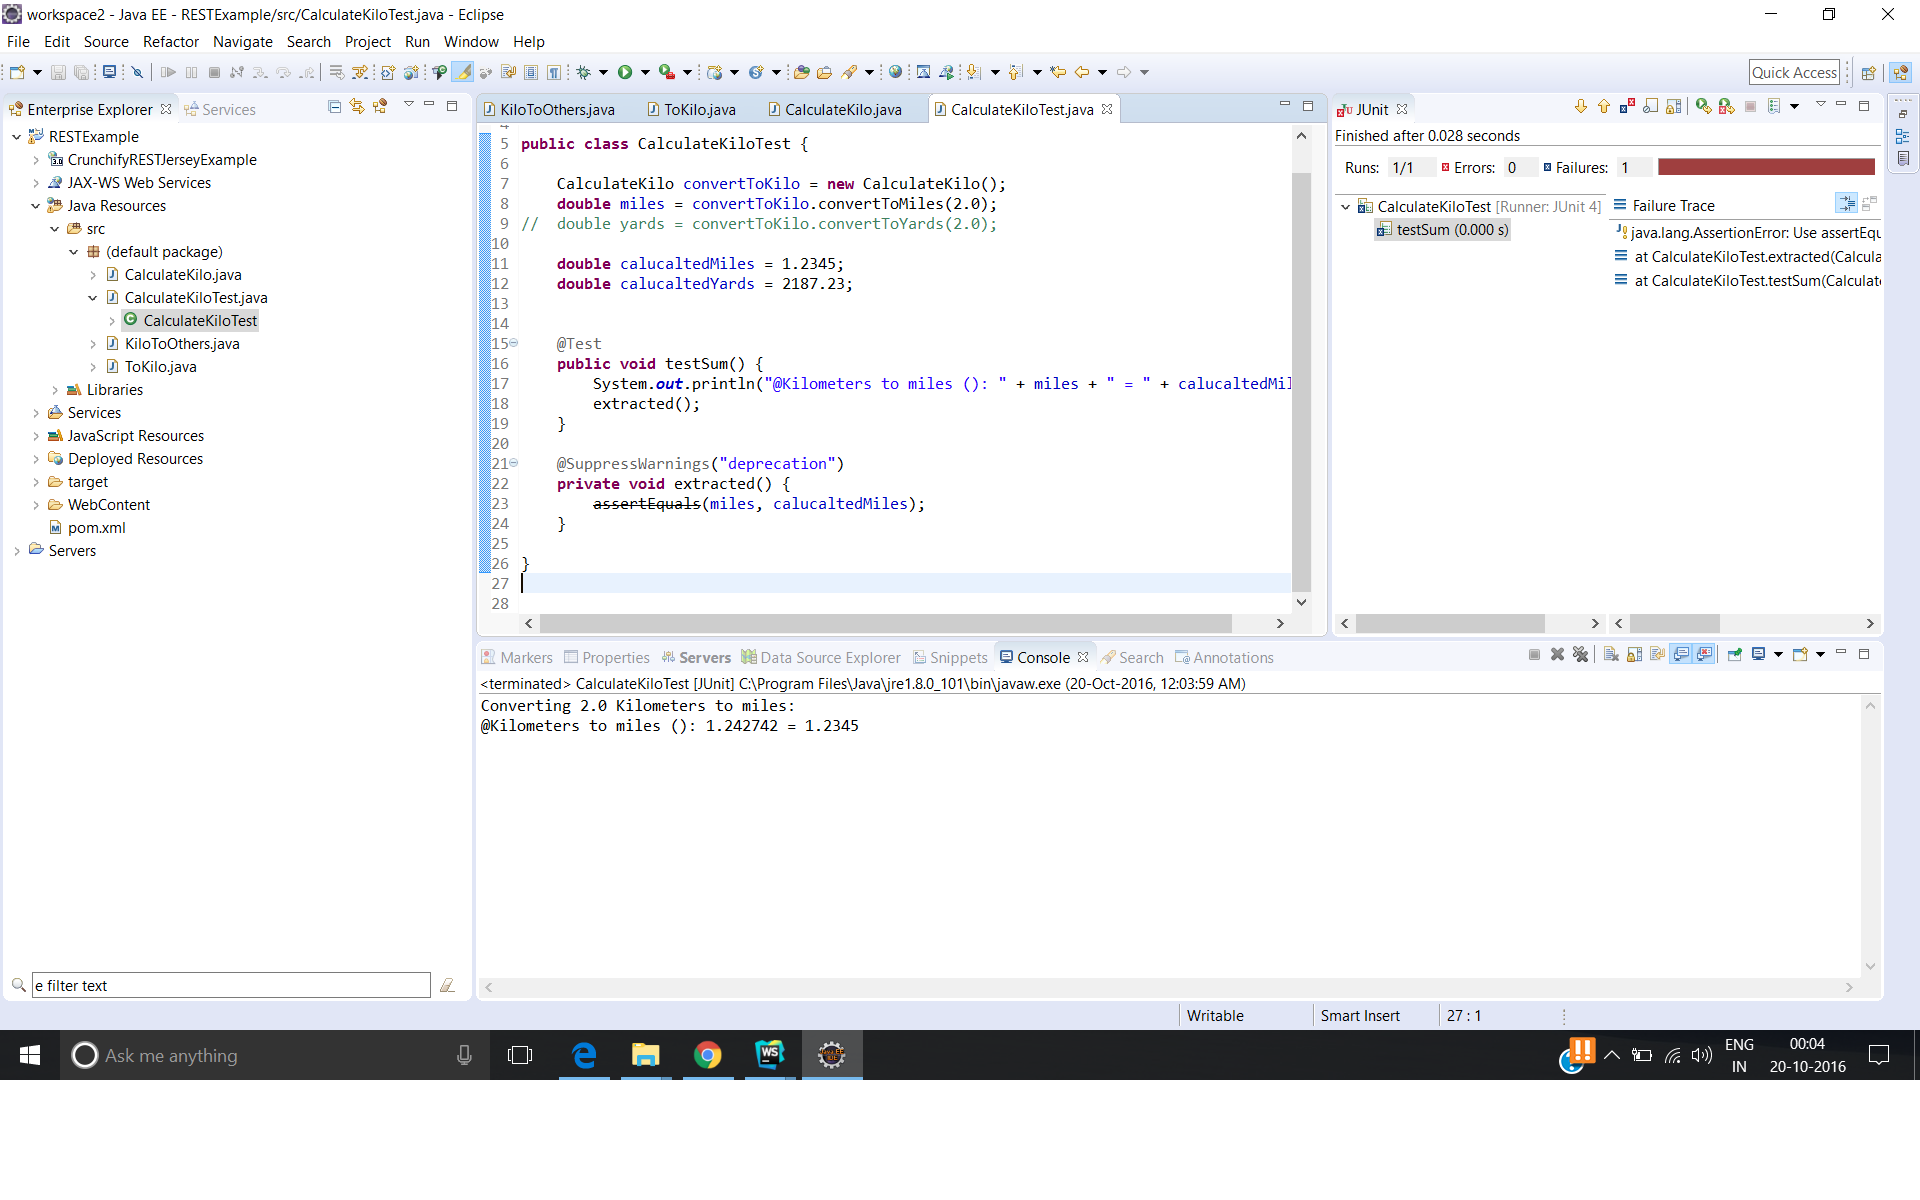 workspace2 - Java EE - RESTExample/src/CalculateKiloTest.java - Eclipse
File Edit Source Refactor Navigate Search Project Run Window Help
Quick Access
Enterprise Explorer Services
RESTExample
CrunchifyRESTJerseyExample
JAX-WS Web Services
Java Resources
src
(default package)
CalculateKilo.java
CalculateKiloTest.java
CalculateKiloTest
KiloToOthers.java
ToKilo.java
Libraries
Services
JavaScript Resources
Deployed Resources
target
WebContent
pom.xml
Servers
e filter text
KiloToOthers.java ToKilo.java CalculateKilo.java CalculateKiloTest.java
4
5 public class CalculateKiloTest {
6
7 CalculateKilo convertToKilo = new CalculateKilo();
8 double miles = convertToKilo.convertToMiles(2.0);
9 // double yards = convertToKilo.convertToYards(2.0);
10
11 double calucaltedMiles = 1.2345;
12 double calucaltedYards = 2187.23;
13
14
15 @Test
16 public void testSum() {
17 System.out.println("@Kilometers to miles (): " + miles + " = " + calucaltedMil
18 extracted();
19 }
20
21 @SuppressWarnings("deprecation")
22 private void extracted() {
23 assertEquals(miles, calucaltedMiles);
24 }
25
26 }
27
28
JUnit
Finished after 0.028 seconds
Runs: 1/1 Errors: 0 Failures: 1
CalculateKiloTest [Runner: JUnit 4]
testSum (0.000 s)
Failure Trace
java.lang.AssertionError: Use assertEqu
at CalculateKiloTest.extracted(Calcula
at CalculateKiloTest.testSum(Calculat
Markers Properties Servers Data Source Explorer Snippets Console Search Annotations
<terminated> CalculateKiloTest [JUnit] C:\Program Files\Java\jre1.8.0_101\bin\javaw.exe (20-Oct-2016, 12:03:59 AM)
Converting 2.0 Kilometers to miles:
@Kilometers to miles (): 1.242742 = 1.2345
Writable Smart Insert 27 : 1
Ask me anything
WS
ENG
IN
00:04
20-10-2016